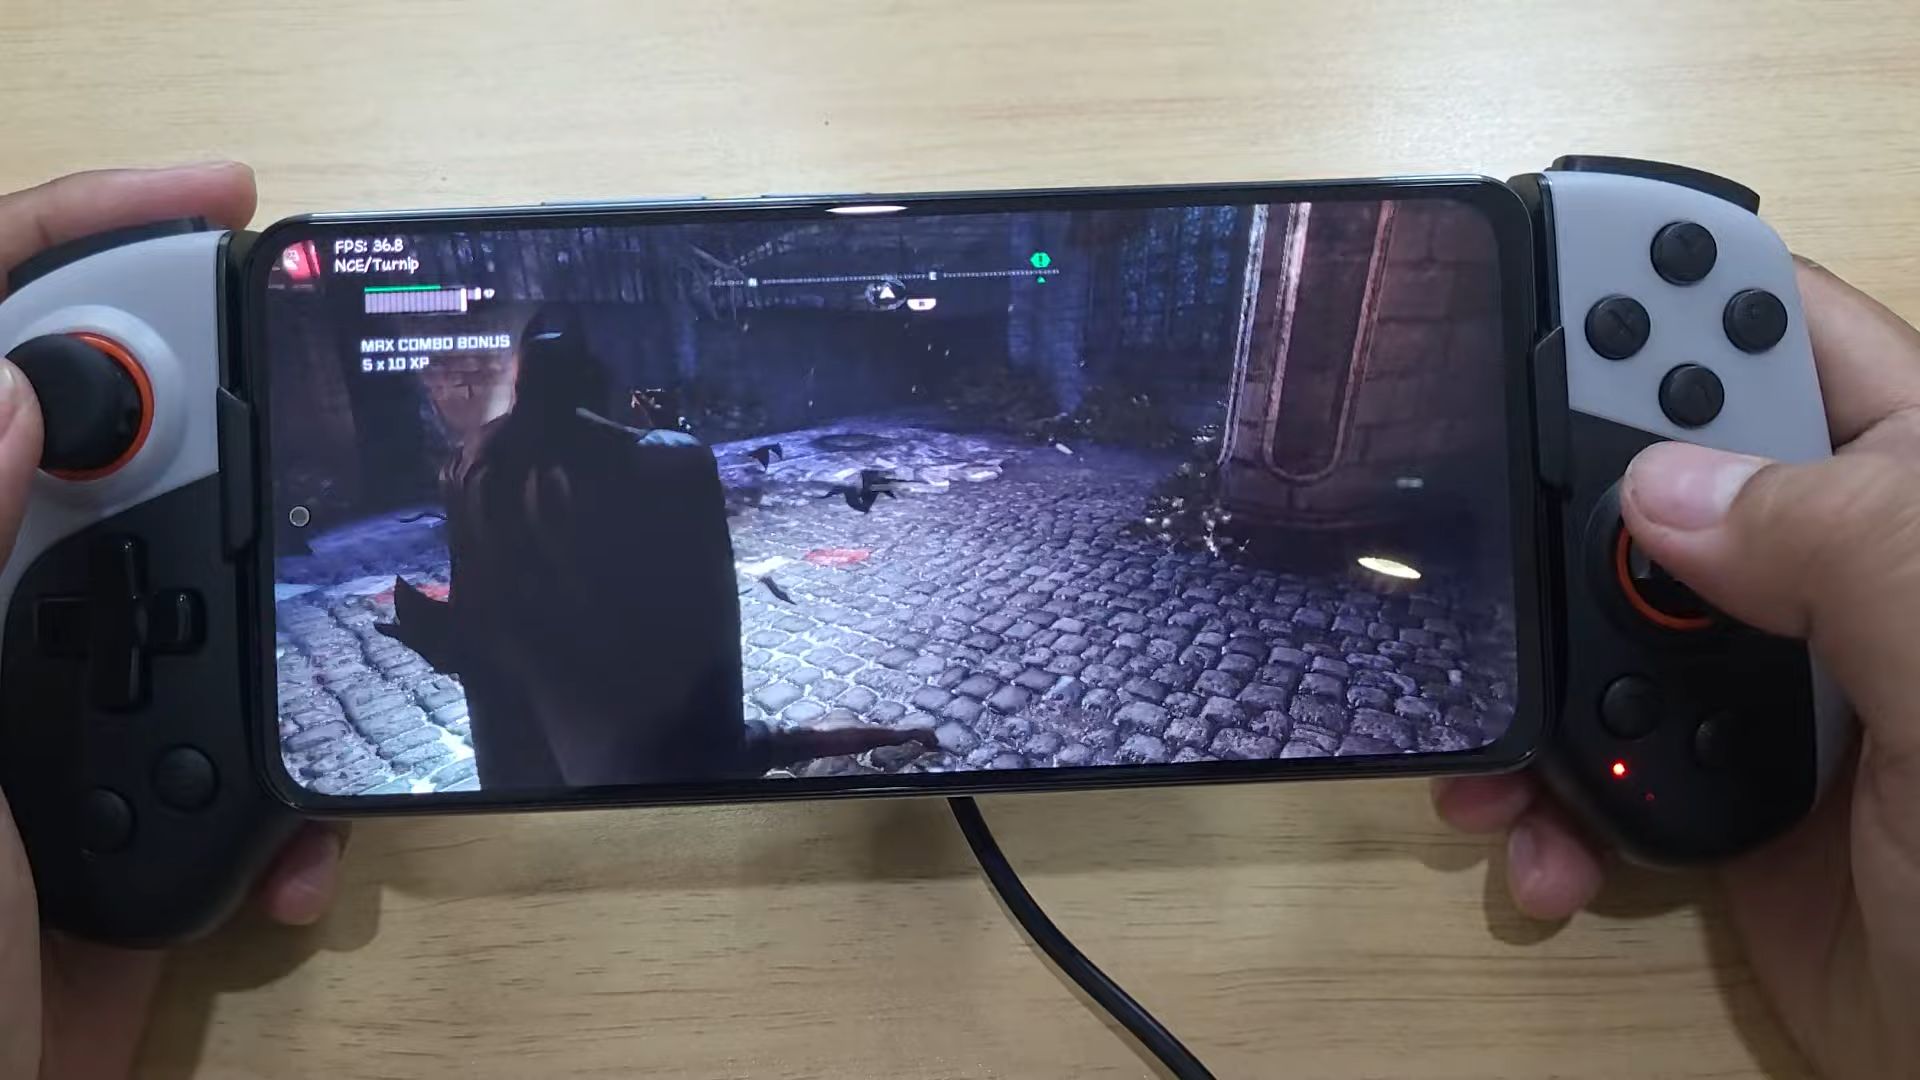 FPS: 36.8
NCE/Turnip
N
E
MAX COMBO BONUS
5 x 10 XP
Y
X